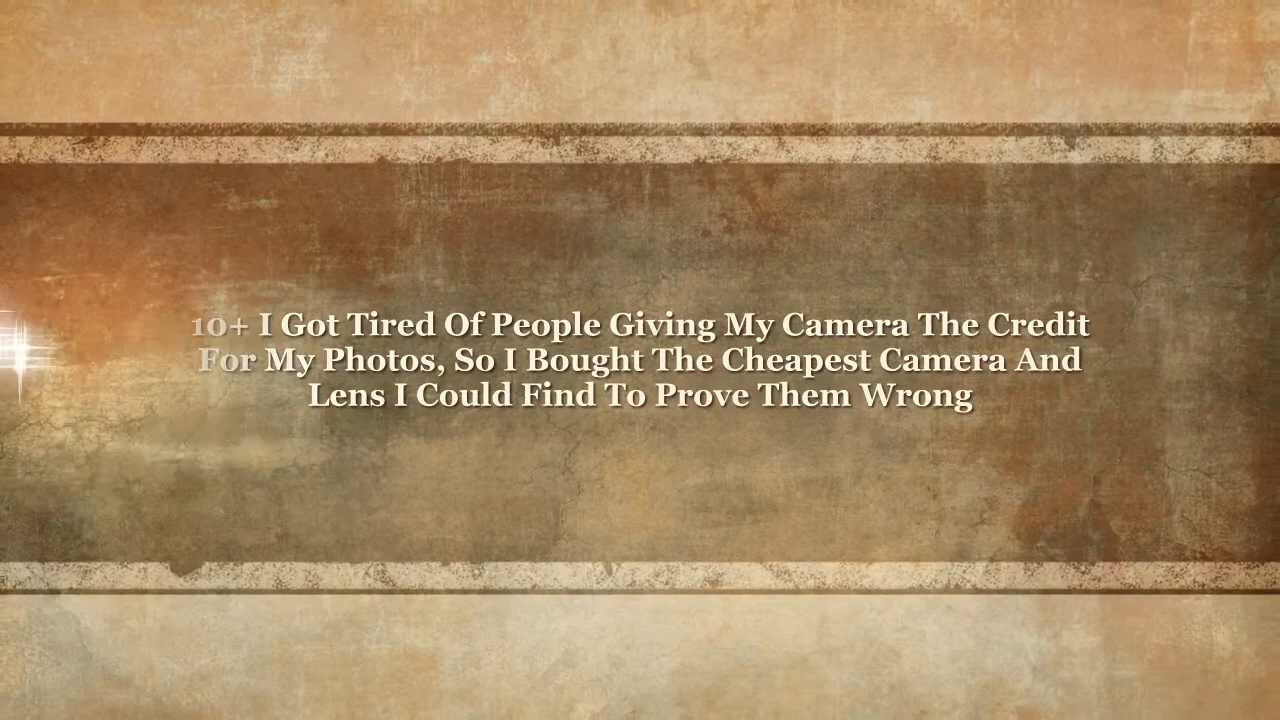 10+ I Got Tired Of People Giving My Camera The Credit
For My Photos, So I Bought The Cheapest Camera And
Lens I Could Find To Prove Them Wrong